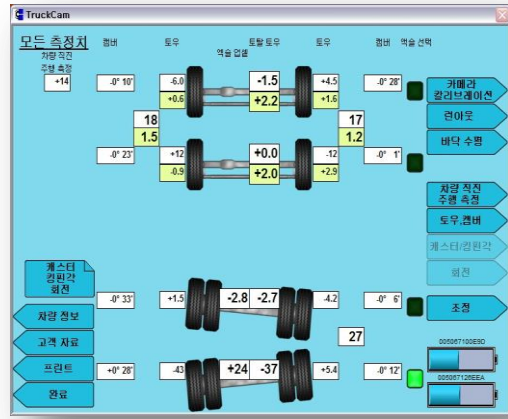 TruckCam
모든 측정치
캠버
토우
액슬 업셑
토탈 토우
토우
캠버
액슬 선택
차량 직진
주행 측정
+14
-0° 10'
-6.0
-1.5
+4.5
-0° 28'
+0.6
+2.2
+1.6
18
17
1.5
1.2
-0° 23'
+12
+0.0
-12
-0° 1'
-0.9
+2.0
+2.9
카메라
칼리브레이션
런아웃
바닥 수평
차량 직진
주행 측정
토우,캠버
캐스터/킹핀각
회전
조정
캐스터
킹핀각
회전
차량 정보
고객 자료
프린트
완료
-0° 33'
+1.5
-2.8
-2.7
-4.2
-0° 6'
27
+0° 28'
-43
+24
-37
+5.4
-0° 12'
005067100E9D
005067126EEA